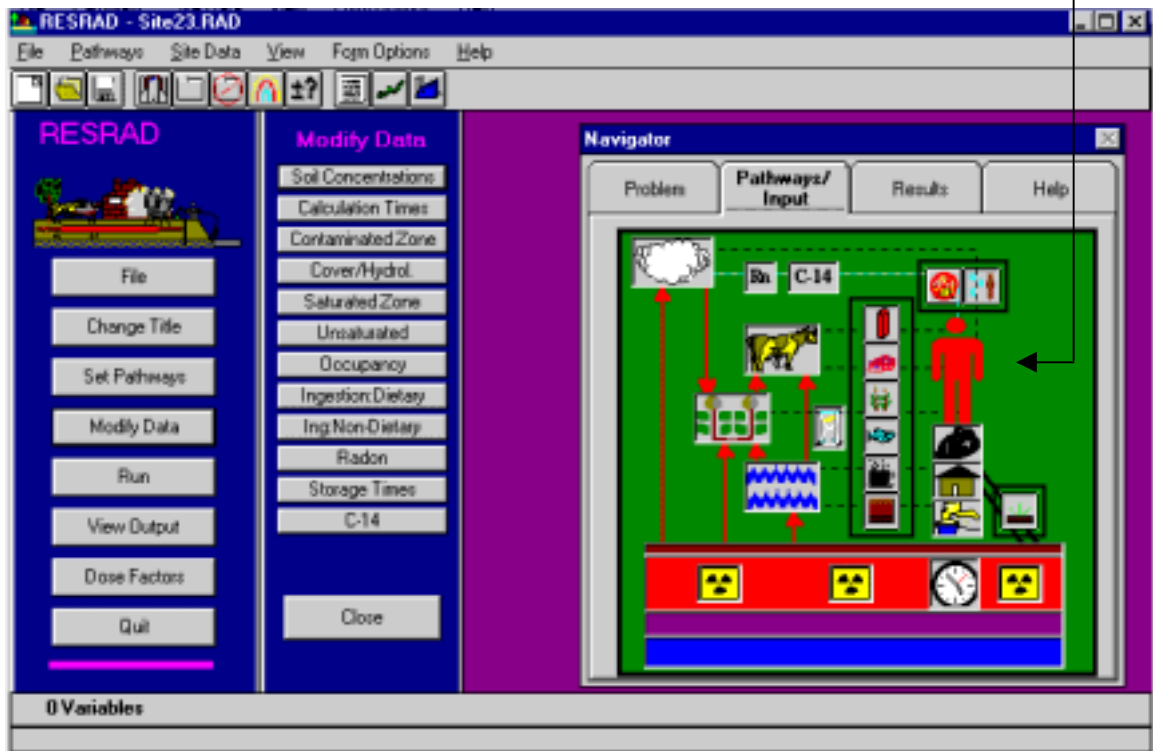 RESRAD - Site23.RAD
File Pathways Site Data View Form Options Help
±?
RESRAD
File
Change Title
Set Pathways
Modify Data
Run
View Output
Dose Factors
Quit
Modify Data
Soil Concentrations
Calculation Times
Contaminated Zone
Cover/Hydrol.
Saturated Zone
Unsaturated
Occupancy
Ingestion:Dietary
Ing:Non-Dietary
Radon
Storage Times
C-14
Close
Navigator
Problem
Pathways/
Input
Results
Help
Rn C-14
0 Variables